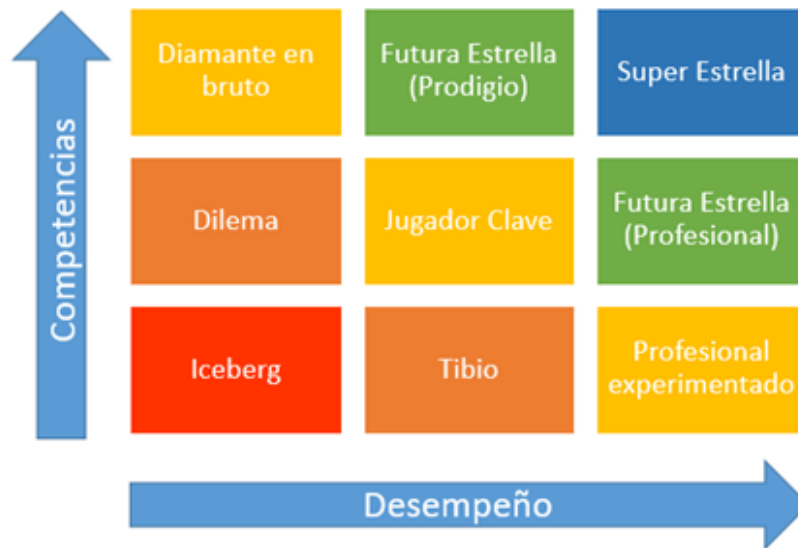 Competencias
Diamante en
bruto
Futura Estrella
(Prodigio)
Super Estrella
Dilema
Jugador Clave
Futura Estrella
(Profesional)
Iceberg
Tibio
Profesional
experimentado
Desempeño